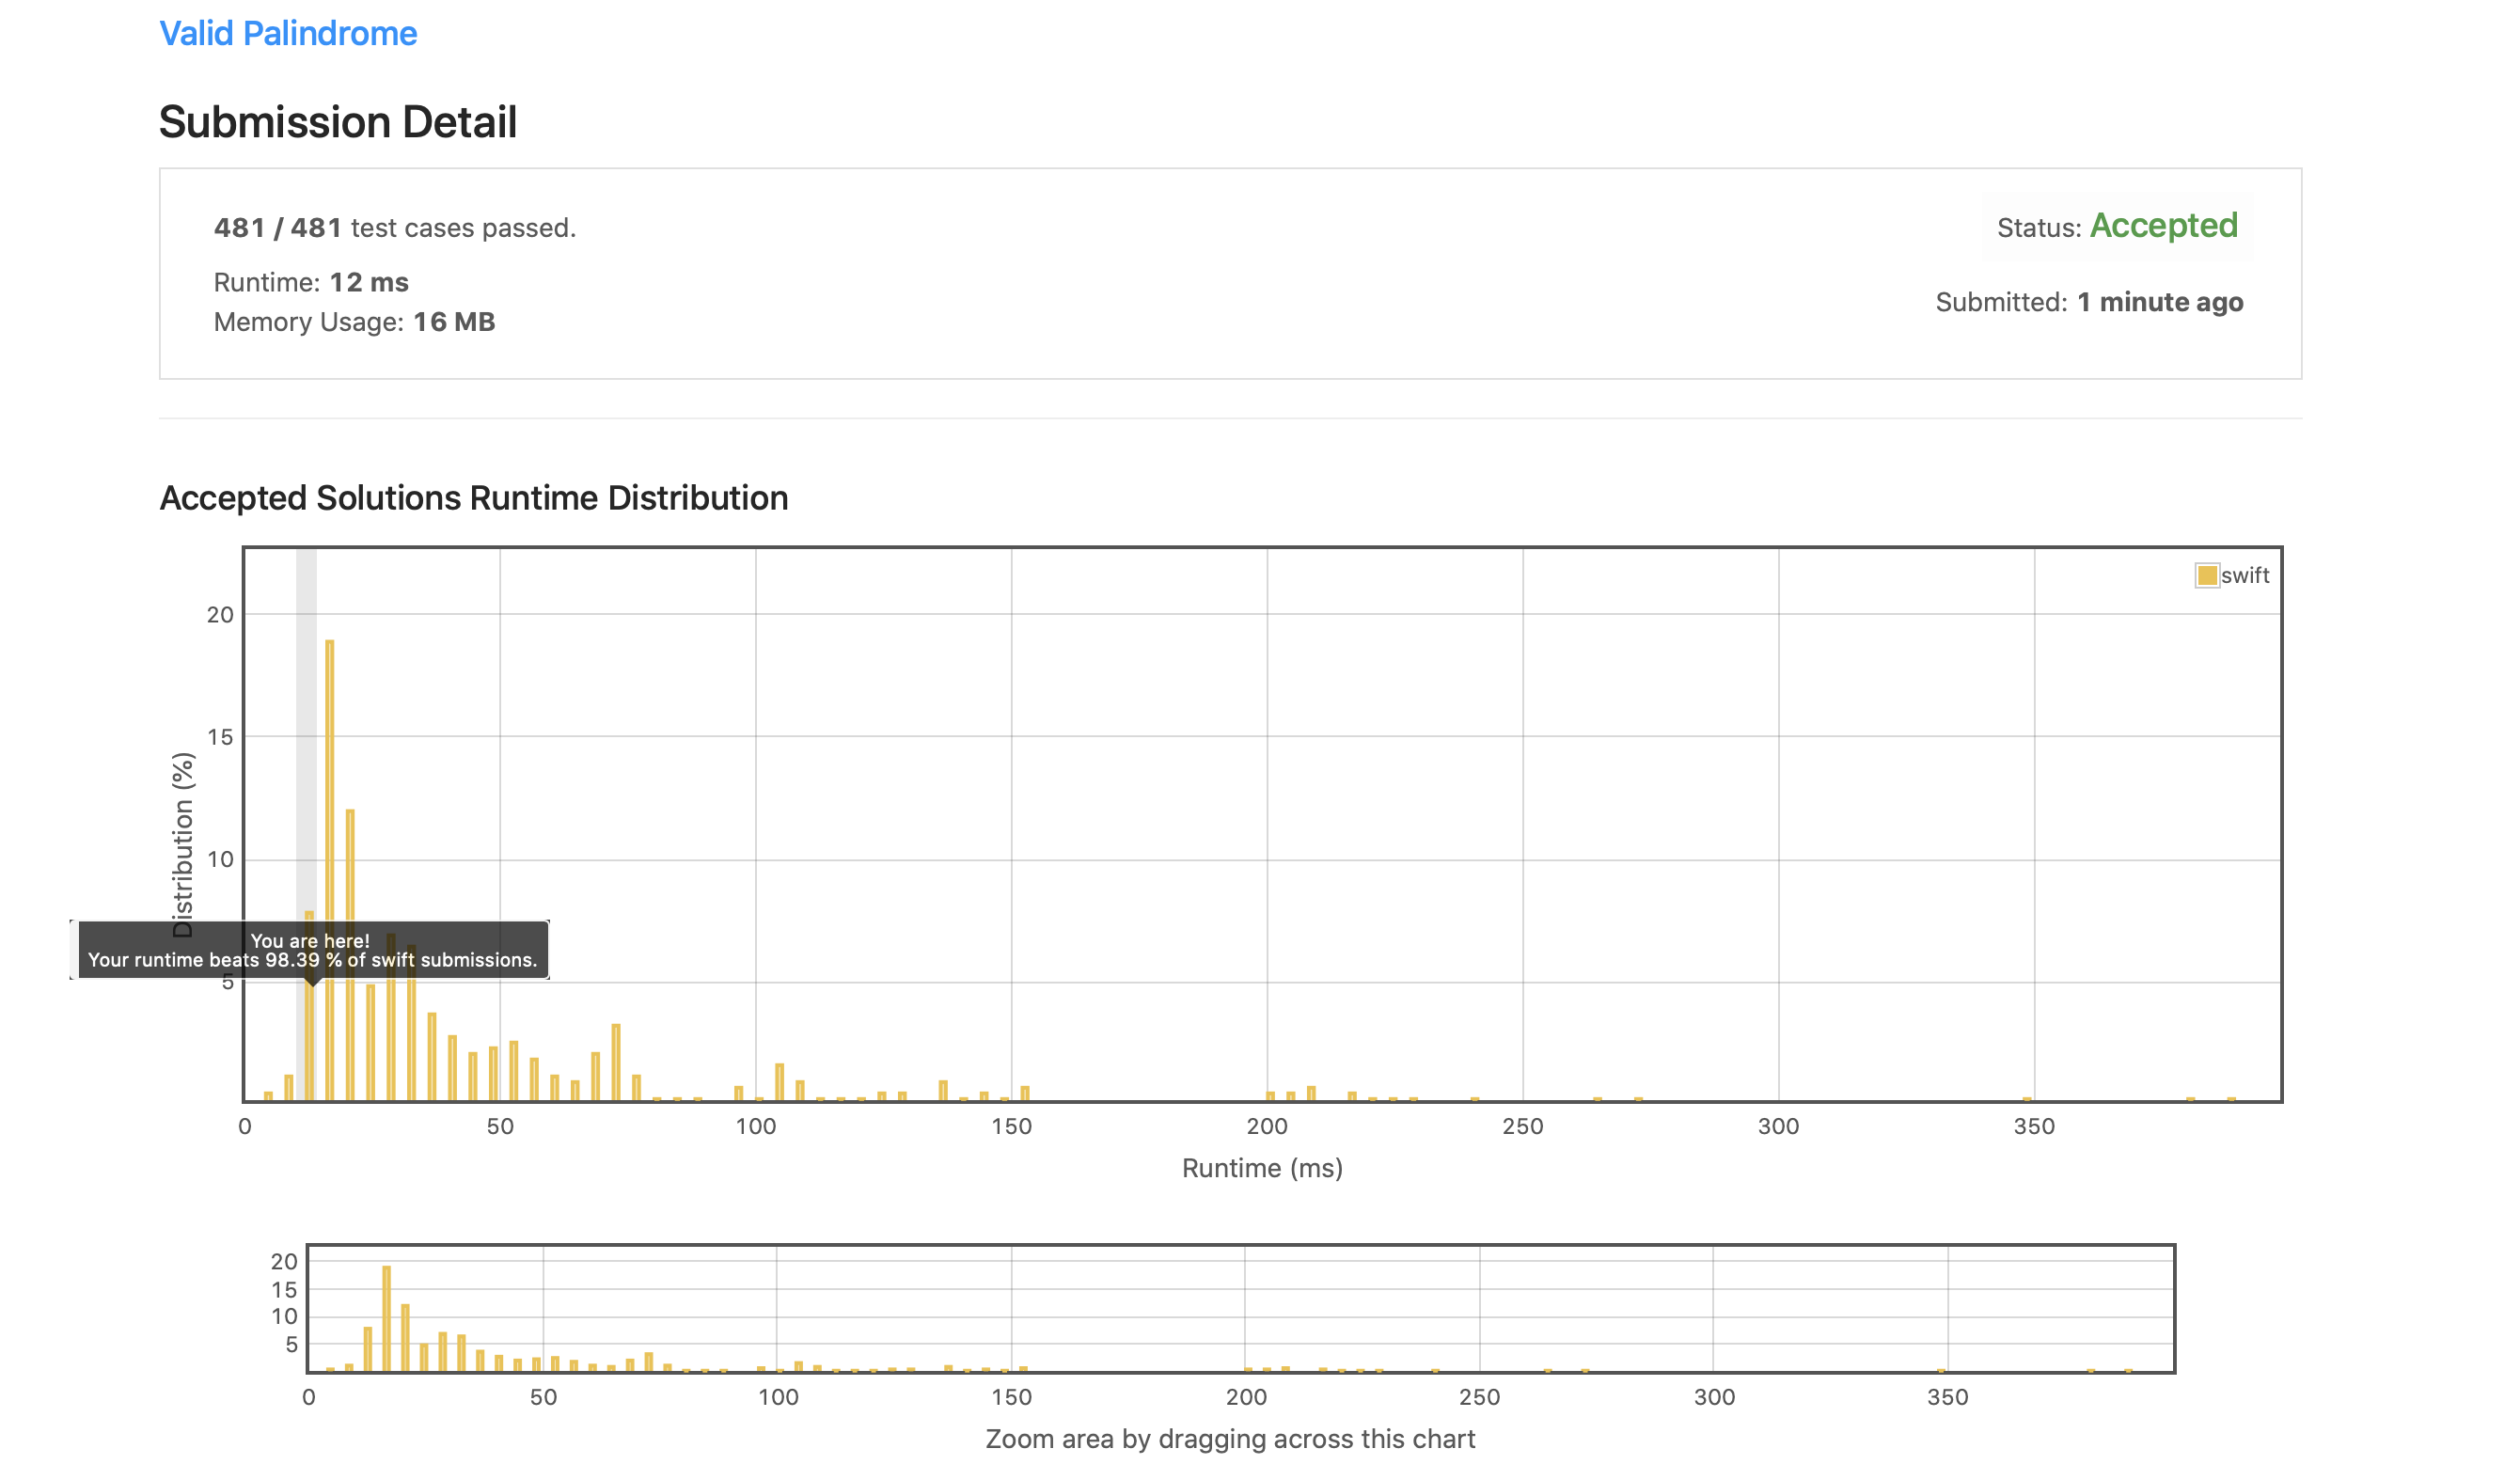 Valid Palindrome
Submission Detail
481 / 481 test cases passed.
Status: Accepted
Runtime: 12 ms
Submitted: 1 minute ago
Memory Usage: 16 MB
Accepted Solutions Runtime Distribution
swift
20
15
10
5
Distribution (%)
You are here!
Your runtime beats 98.39 % of swift submissions.
0 50 100 150 200 250 300 350
Runtime (ms)
20
15
10
5
0 50 100 150 200 250 300 350
Zoom area by dragging across this chart